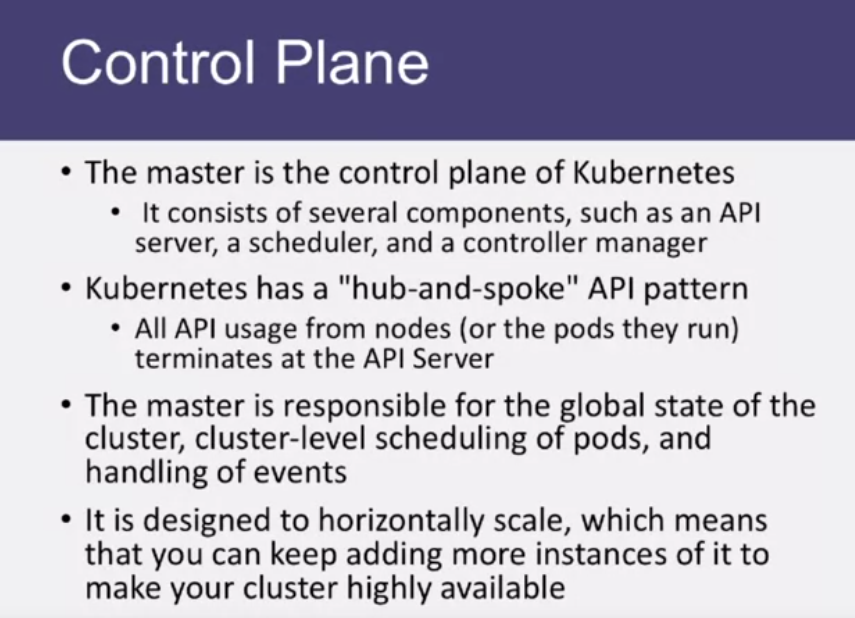 Control Plane
• The master is the control plane of Kubernetes
• It consists of several components, such as an API
server, a scheduler, and a controller manager
• Kubernetes has a "hub-and-spoke" API pattern
• All API usage from nodes (or the pods they run)
terminates at the API Server
• The master is responsible for the global state of the
cluster, cluster-level scheduling of pods, and
handling of events
• It is designed to horizontally scale, which means
that you can keep adding more instances of it to
make your cluster highly available